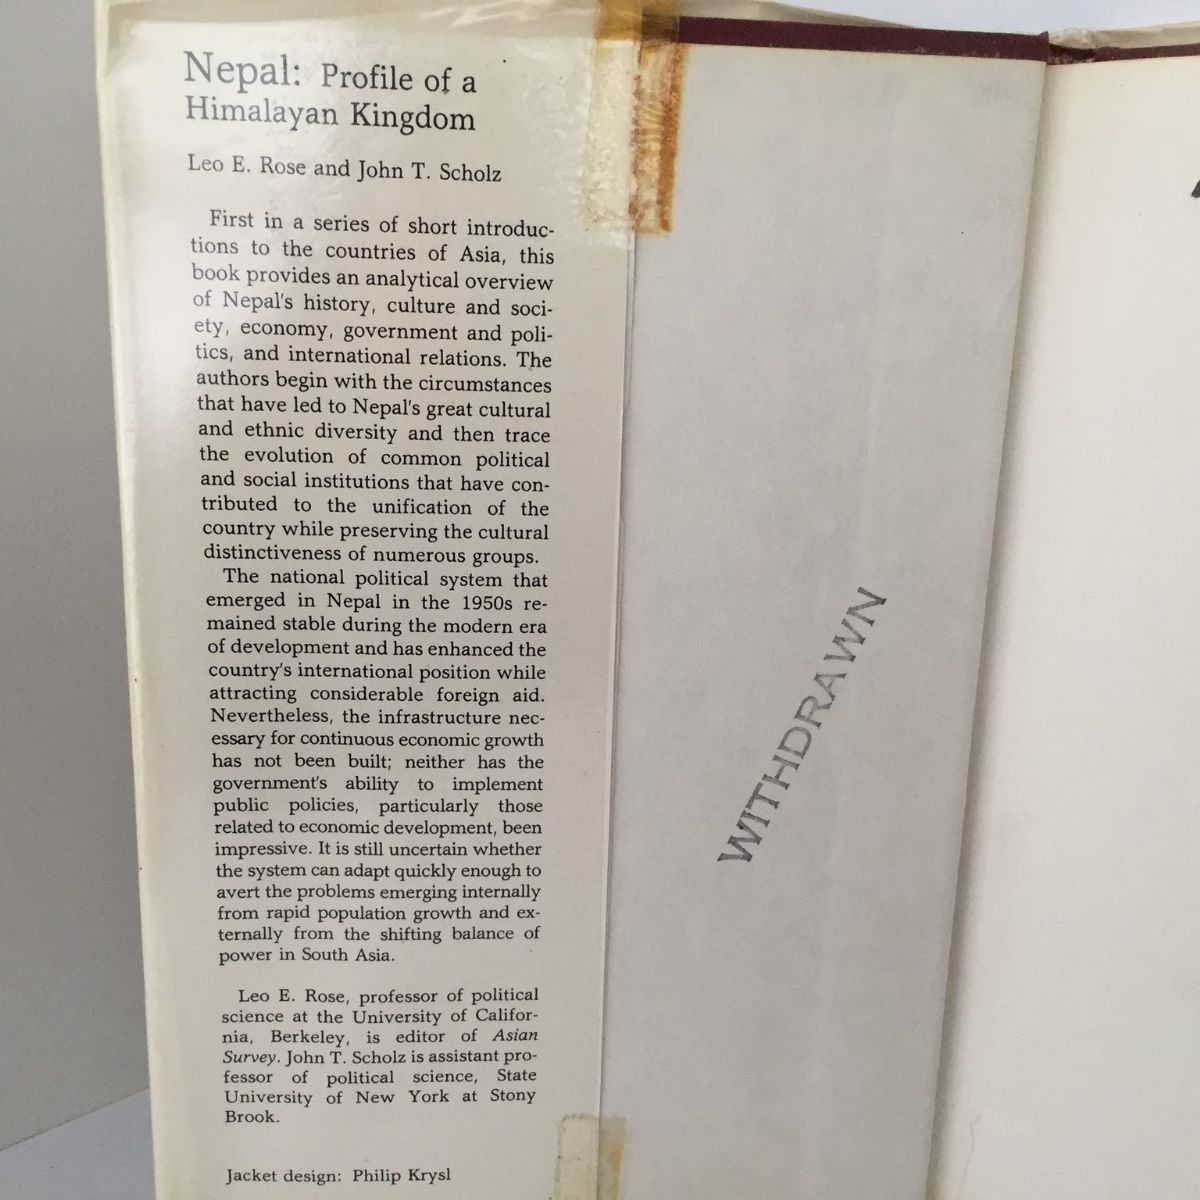 Nepal: Profile of a
Himalayan Kingdom
Leo E. Rose and John T. Scholz
First in a series of short introduc-
tions to the countries of Asia, this
book provides an analytical overview
of Nepal's history, culture and soci-
ety, economy, government and poli-
tics, and international relations. The
authors begin with the circumstances
that have led to Nepal's great cultural
and ethnic diversity and then trace
the evolution of common political
and social institutions that have con-
tributed to the unification of the
country while preserving the cultural
distinctiveness of numerous groups.
The national political system that
emerged in Nepal in the 1950s re-
mained stable during the modern era
of development and has enhanced the
country's international position while
attracting considerable foreign aid.
Nevertheless, the infrastructure nec-
essary for continuous economic growth
has not been built; neither has the
government's ability to implement
public policies, particularly those
related to economic development, been
impressive. It is still uncertain whether
the system can adapt quickly enough to
avert the problems emerging internally
from rapid population growth and ex-
ternally from the shifting balance of
power in South Asia.
Leo E. Rose, professor of political
science at the University of Califor-
nia, Berkeley, is editor of Asian
Survey. John T. Scholz is assistant pro-
fessor of political science, State
University of New York at Stony
Brook.
Jacket design: Philip Krysl
WITHDRAWN